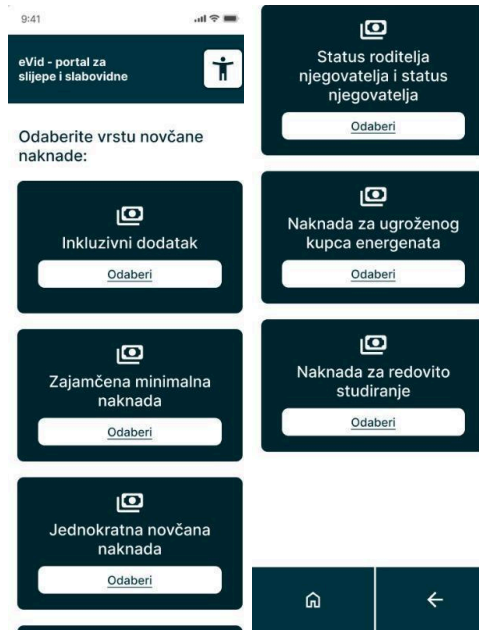 9:41
eVid - portal za
slijepe i slabovidne
Odaberite vrstu novčane
naknade:
Inkluzivni dodatak
Odaberi
Zajamčena minimalna
naknada
Odaberi
Jednokratna novčana
naknada
Odaberi
Status roditelja
njegovatelja i status
njegovatelja
Odaberi
Naknada za ugroženog
kupca energenata
Odaberi
Naknada za redovito
studiranje
Odaberi